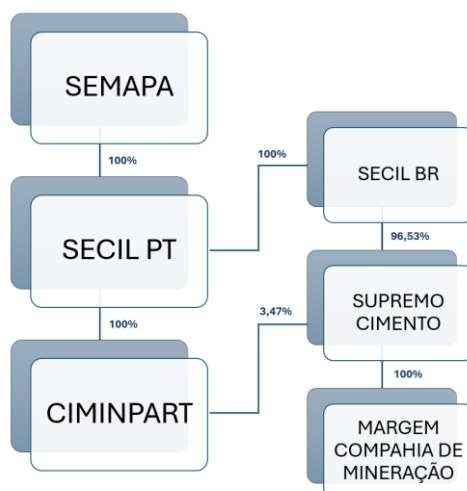 SEMAPA
100%
100%
SECIL BR
SECIL PT
96,53%
100%
3,47%
SUPREMO
CIMENTO
100%
CIMINPART
MARGEM
COMPAHIA DE
MINERAÇÃO